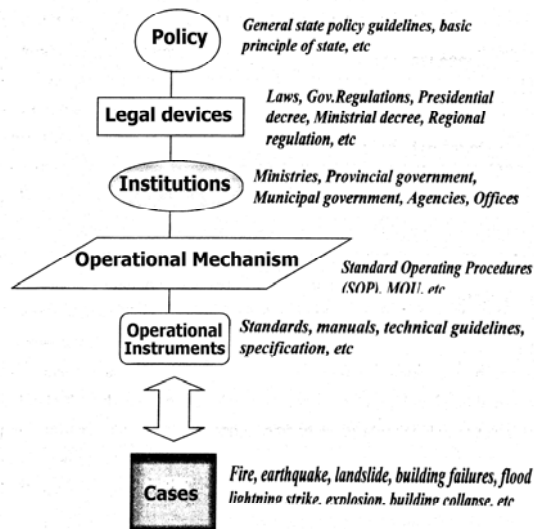 Policy
General state policy guidelines, basic
principle of state, etc
Legal devices
Laws, Gov.Regulations, Presidential
decree, Ministrial decree, Regional
regulation, etc
Institutions
Ministries, Provincial government,
Municipal government, Agencies, Offices
Operational Mechanism
Standard Operating Procedures
(SOP), MOU, etc
Operational
Instruments
Standards, manuals, technical guidelines,
specification, etc
Cases
Fire, earthquake, landslide, building failures, flood
lightning strike, explosion, building collapse, etc